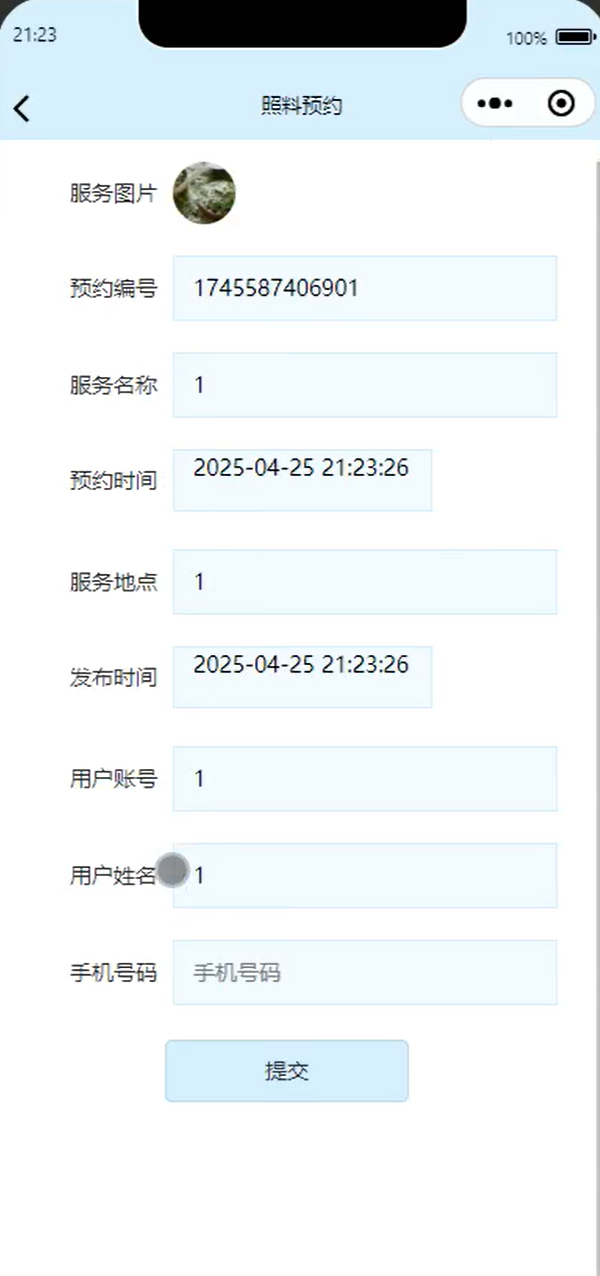 21:23
100%
照料预约
服务图片
预约编号 1745587406901
服务名称 1
预约时间 2025-04-25 21:23:26
服务地点 1
发布时间 2025-04-25 21:23:26
用户账号 1
用户姓名 1
手机号码 手机号码
提交